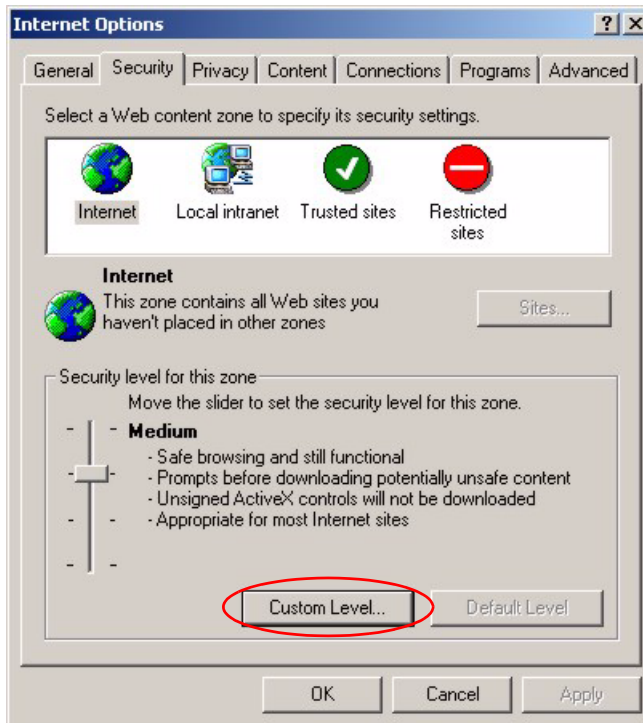 Internet Options
General Security Privacy Content Connections Programs Advanced
Select a Web content zone to specify its security settings.
Internet Local intranet Trusted sites Restricted
sites
Internet
This zone contains all Web sites you
haven't placed in other zones
Sites...
Security level for this zone
Move the slider to set the security level for this zone.
Medium
- Safe browsing and still functional
- Prompts before downloading potentially unsafe content
- Unsigned ActiveX controls will not be downloaded
- Appropriate for most Internet sites
Custom Level... Default Level
OK Cancel Apply